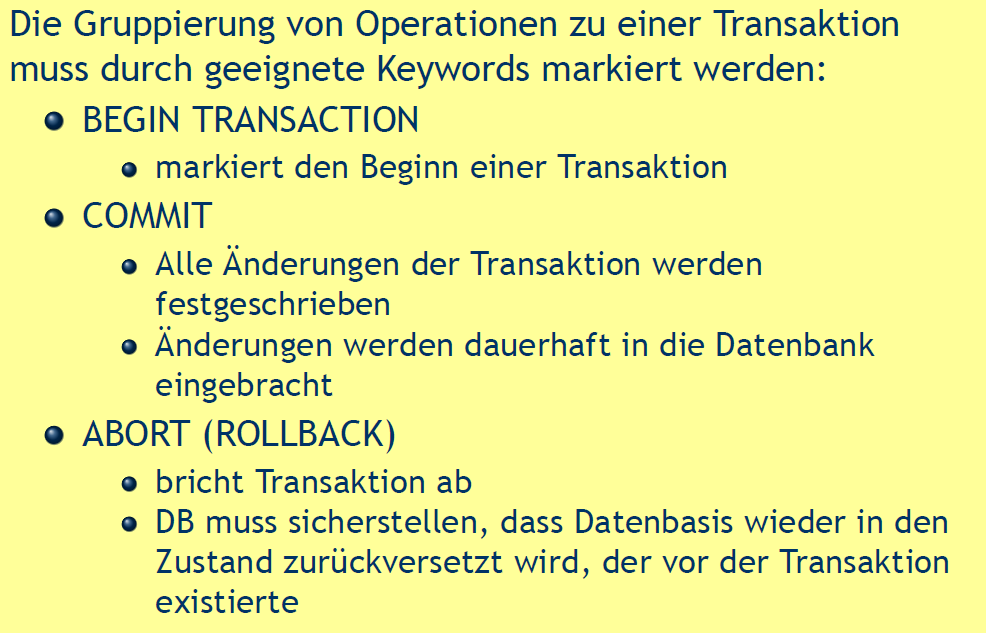 Die Gruppierung von Operationen zu einer Transaktion
muss durch geeignete Keywords markiert werden:
BEGIN TRANSACTION
markiert den Beginn einer Transaktion
COMMIT
Alle Änderungen der Transaktion werden
festgeschrieben
Änderungen werden dauerhaft in die Datenbank
eingebracht
ABORT (ROLLBACK)
bricht Transaktion ab
DB muss sicherstellen, dass Datenbasis wieder in den
Zustand zurückversetzt wird, der vor der Transaktion
existierte